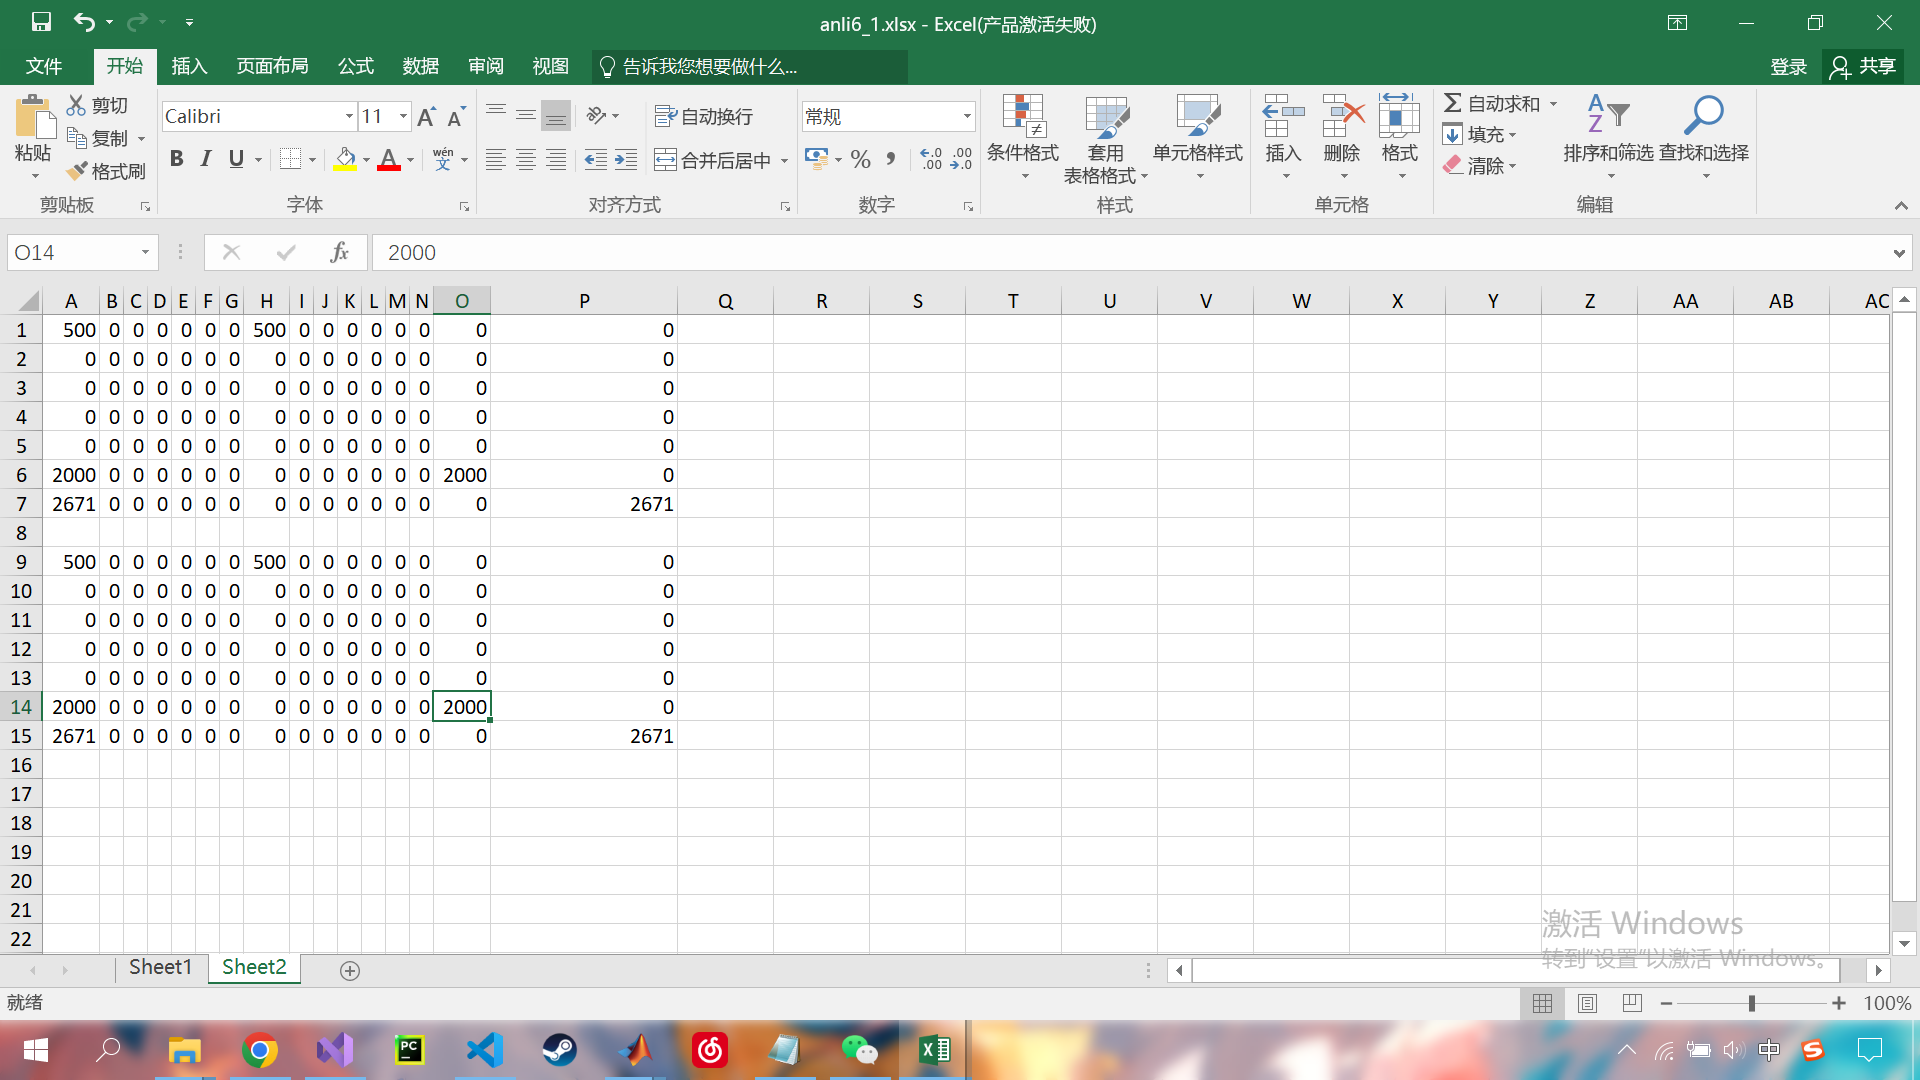 anli6_1.xlsx - Excel(产品激活失败)
文件 开始 插入 页面布局 公式 数据 审阅 视图 告诉我您想要做什么... 登录 共享
粘贴 剪切 复制 格式刷 剪贴板
Calibri 11 A A B I U A wén 文 字体
自动换行 合并后居中 对齐方式
常规 % , .0 .00 .00 .0 数字
条件格式 套用 表格格式 单元格样式 样式
插入 删除 格式 单元格
自动求和 填充 清除 排序和筛选 查找和选择 编辑
O14 fx 2000
A B C D E F G H I J K L M N O P Q R S T U V W X Y Z AA AB AC
1 500 0 0 0 0 0 0 500 0 0 0 0 0 0 0 0
2 0 0 0 0 0 0 0 0 0 0 0 0 0 0 0 0
3 0 0 0 0 0 0 0 0 0 0 0 0 0 0 0 0
4 0 0 0 0 0 0 0 0 0 0 0 0 0 0 0 0
5 0 0 0 0 0 0 0 0 0 0 0 0 0 0 0 0
6 2000 0 0 0 0 0 0 0 0 0 0 0 0 0 2000 0
7 2671 0 0 0 0 0 0 0 0 0 0 0 0 0 0 2671
8
9 500 0 0 0 0 0 0 500 0 0 0 0 0 0 0 0
10 0 0 0 0 0 0 0 0 0 0 0 0 0 0 0 0
11 0 0 0 0 0 0 0 0 0 0 0 0 0 0 0 0
12 0 0 0 0 0 0 0 0 0 0 0 0 0 0 0 0
13 0 0 0 0 0 0 0 0 0 0 0 0 0 0 0 0
14 2000 0 0 0 0 0 0 0 0 0 0 0 0 0 2000 0
15 2671 0 0 0 0 0 0 0 0 0 0 0 0 0 0 2671
16
17
18
19
20
21
22
激活 Windows
转到"设置"以激活 Windows。
Sheet1 Sheet2
就绪 100%
PC 中 S